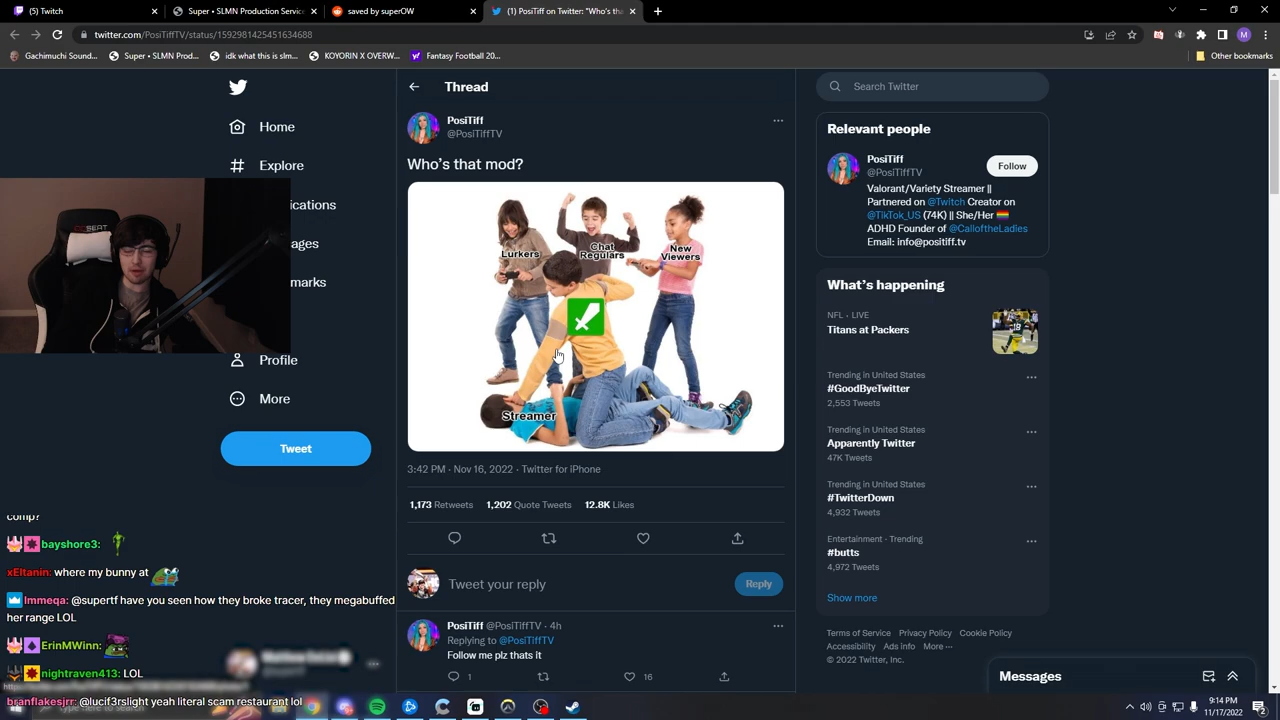 (5) Twitch
Super • SLMN Production Service
saved by superOW
(1) PosiTiff on Twitter: "Who's the
twitter.com/PosiTiffTV/status/1592981425451634688
Gachimuchi Sound...
Super • SLMN Prod...
idk what this is slm...
KOYORIN X OVERW...
Fantasy Football 20...
Other bookmarks
Home
Explore
ications
ages
marks
Profile
More
Tweet
Thread
PosiTiff
@PosiTiffTV
Who's that mod?
Lurkers
Chat
Regulars
New
Viewers
Streamer
3:42 PM · Nov 16, 2022 · Twitter for iPhone
1,173 Retweets 1,202 Quote Tweets 12.8K Likes
Tweet your reply
Reply
PosiTiff @PosiTiffTV · 4h
Replying to @PosiTiffTV
Follow me plz thats it
1
16
Search Twitter
Relevant people
PosiTiff
@PosiTiffTV
Follow
Valorant/Variety Streamer ||
Partnered on @Twitch Creator on
@TikTok_US (74K) || She/Her
ADHD Founder of @CalloftheLadies
Email: info@positiff.tv
What's happening
NFL · LIVE
Titans at Packers
Trending in United States
#GoodByeTwitter
2,553 Tweets
Trending in United States
Apparently Twitter
47K Tweets
Trending in United States
#TwitterDown
4,932 Tweets
Entertainment · Trending
#butts
4,972 Tweets
Show more
Terms of Service Privacy Policy Cookie Policy
Accessibility Ads info More ···
© 2022 Twitter, Inc.
Messages
comp?
bayshore3:
xEltanin: where my bunny at
Immeqa: @supertf have you seen how they broke tracer, they megabuffed
her range LOL
ErinMWinn:
nightraven413: LOL
branflakesjrr: @lucif3rslight yeah literal scam restaurant lol
9:14 PM
11/17/2022